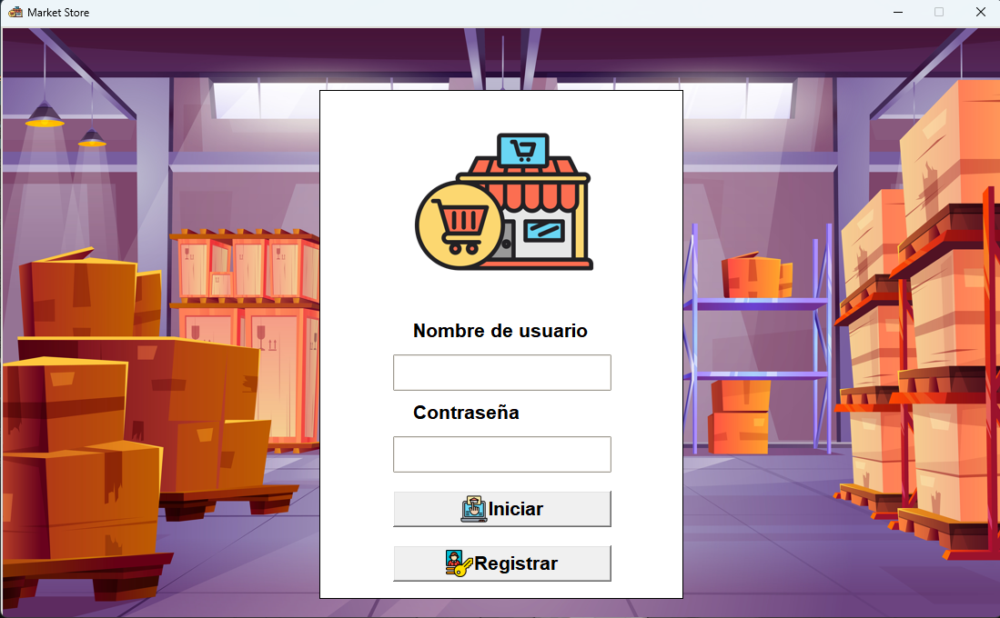 Market Store
Nombre de usuario
Contraseña
Iniciar
Registrar